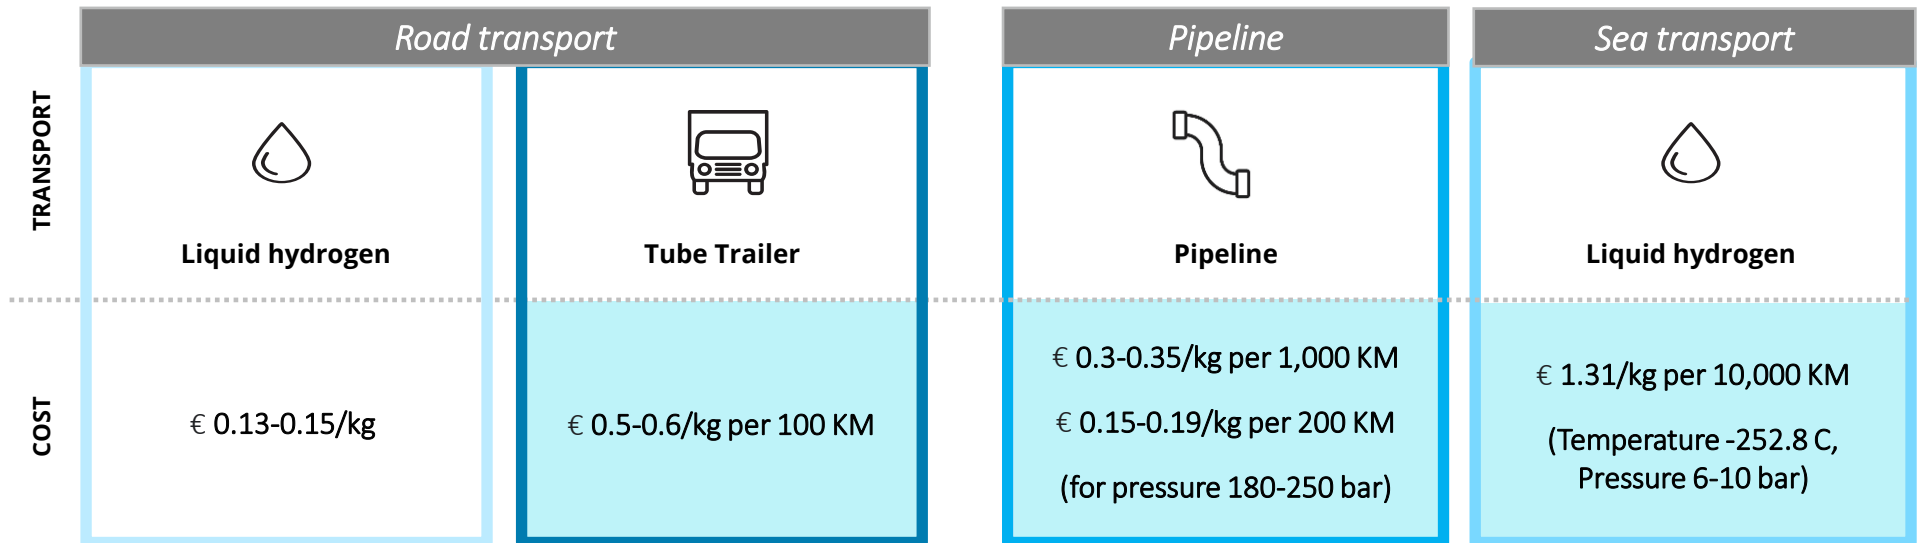 Road transport
Pipeline
Sea transport
TRANSPORT
Liquid hydrogen
Tube Trailer
Pipeline
Liquid hydrogen
COST
€ 0.13-0.15/kg
€ 0.5-0.6/kg per 100 KM
€ 0.3-0.35/kg per 1,000 KM
€ 0.15-0.19/kg per 200 KM
(for pressure 180-250 bar)
€ 1.31/kg per 10,000 KM
(Temperature -252.8 C,
Pressure 6-10 bar)